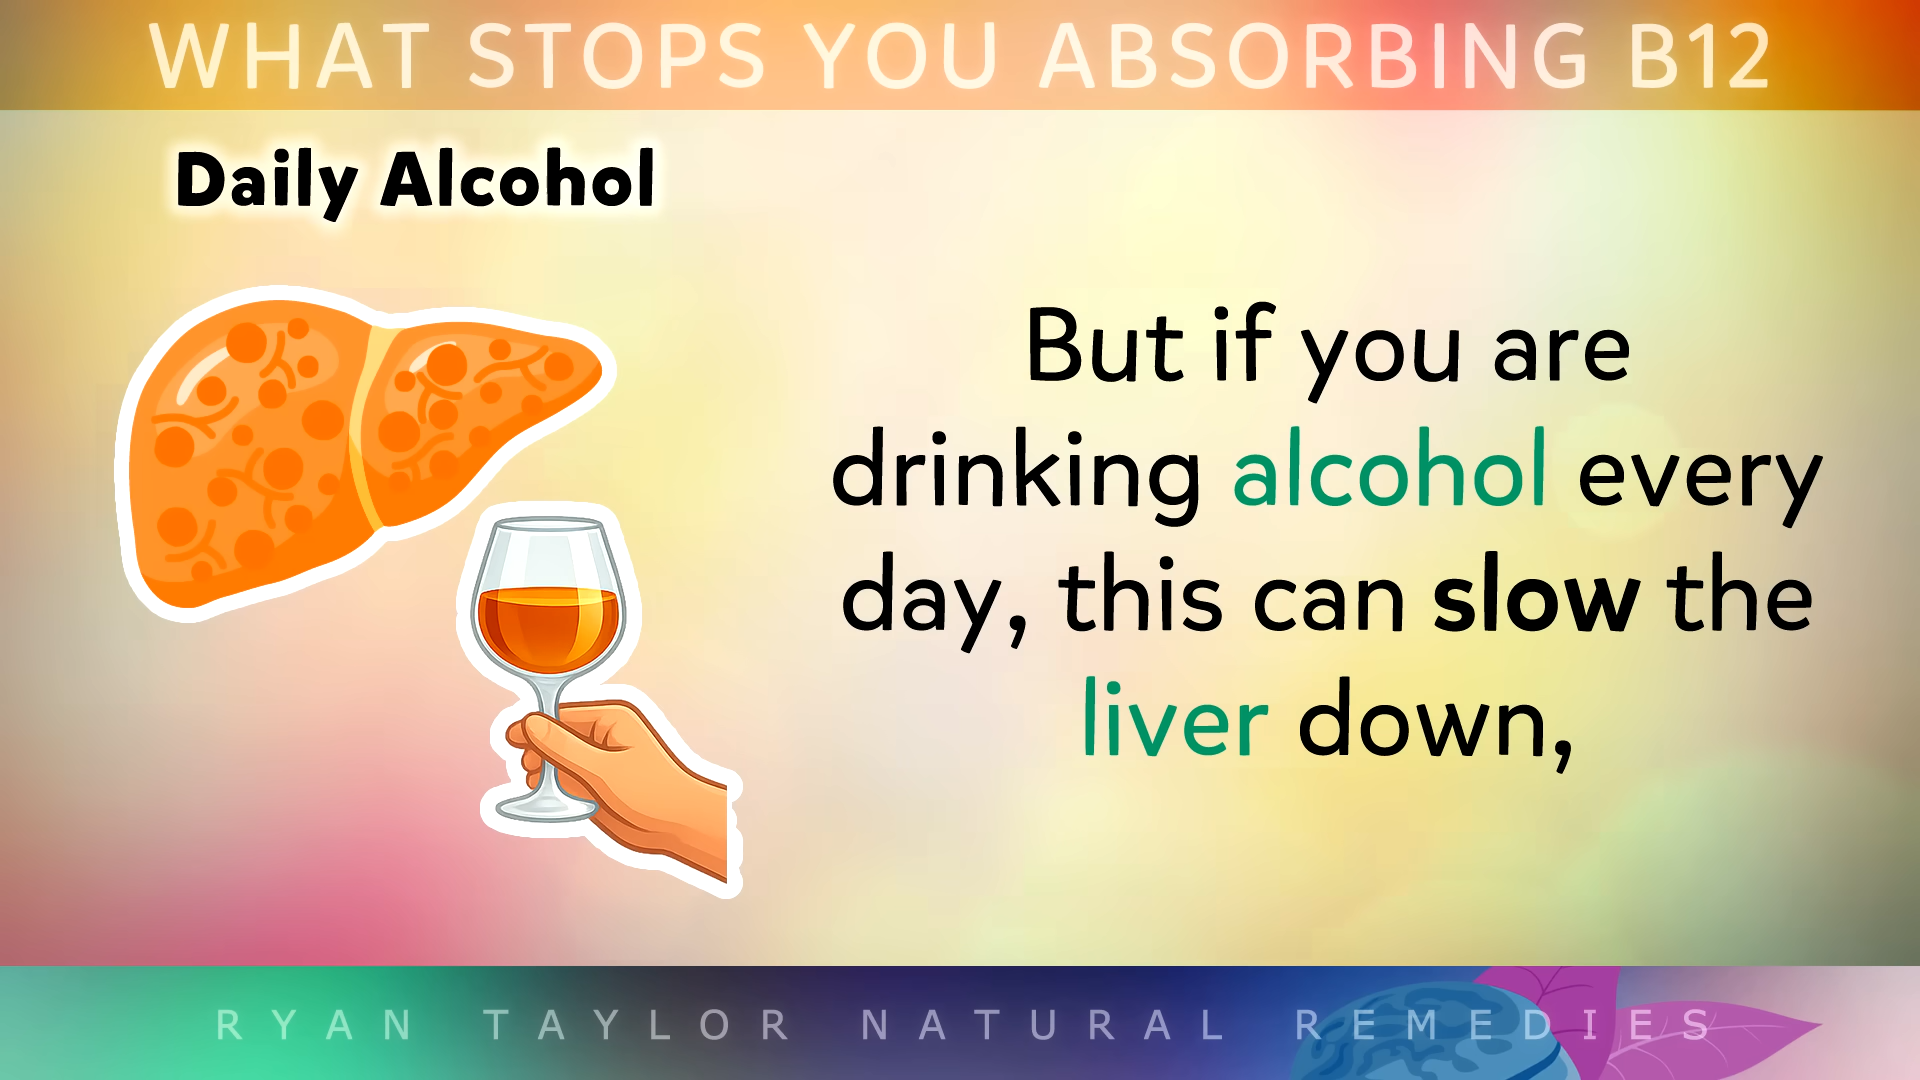 WHAT STOPS YOU ABSORBING B12
Daily Alcohol
But if you are
drinking alcohol every
day, this can slow the
liver down,
RYAN TAYLOR NATURAL REMEDIES